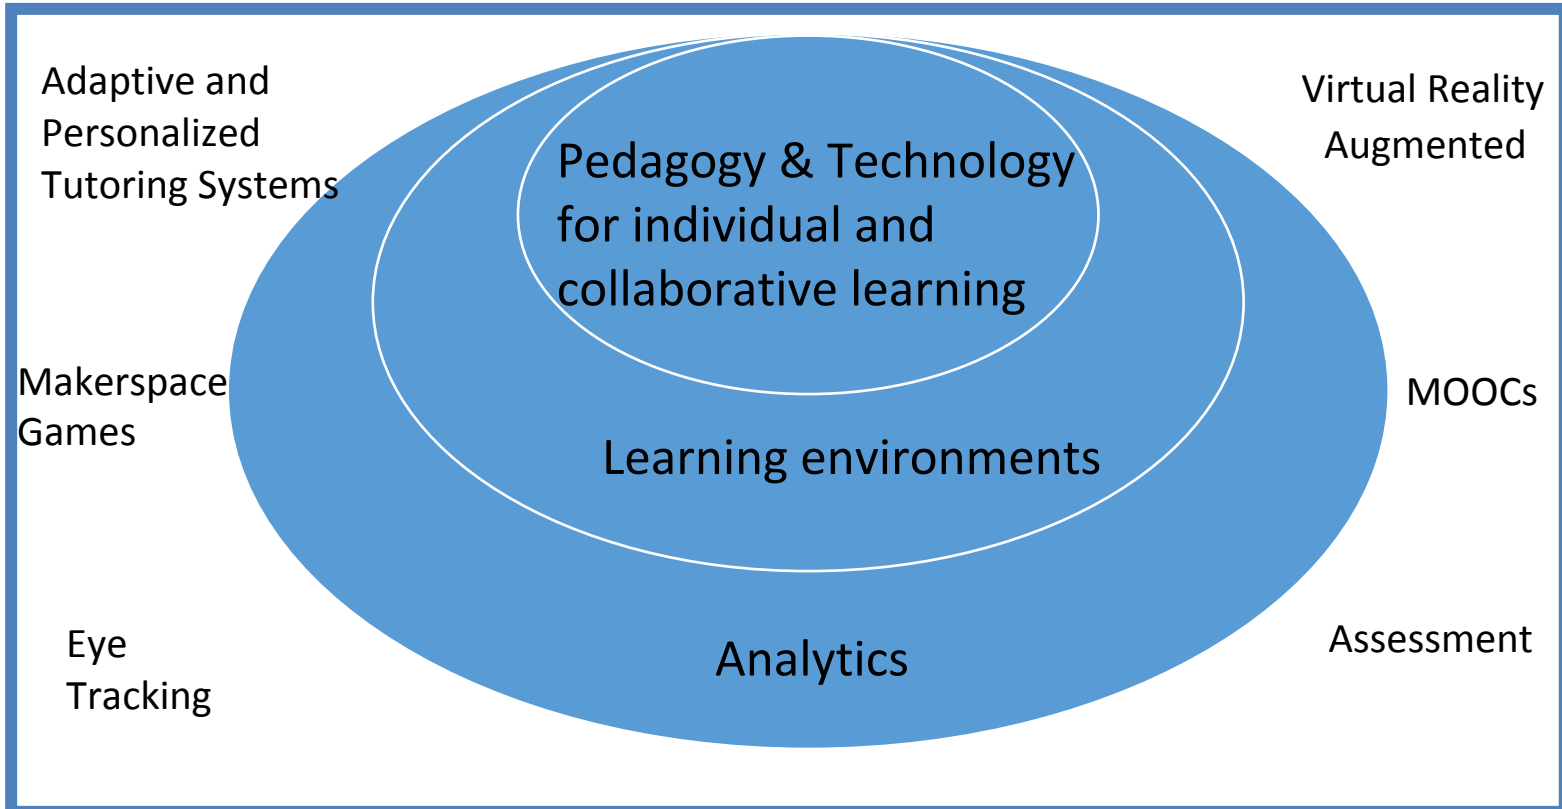 Adaptive and
Personalized
Tutoring Systems
Virtual Reality
Augmented
Pedagogy & Technology
for individual and
collaborative learning
Makerspace
Games
MOOCs
Learning environments
Eye
Tracking
Analytics
Assessment